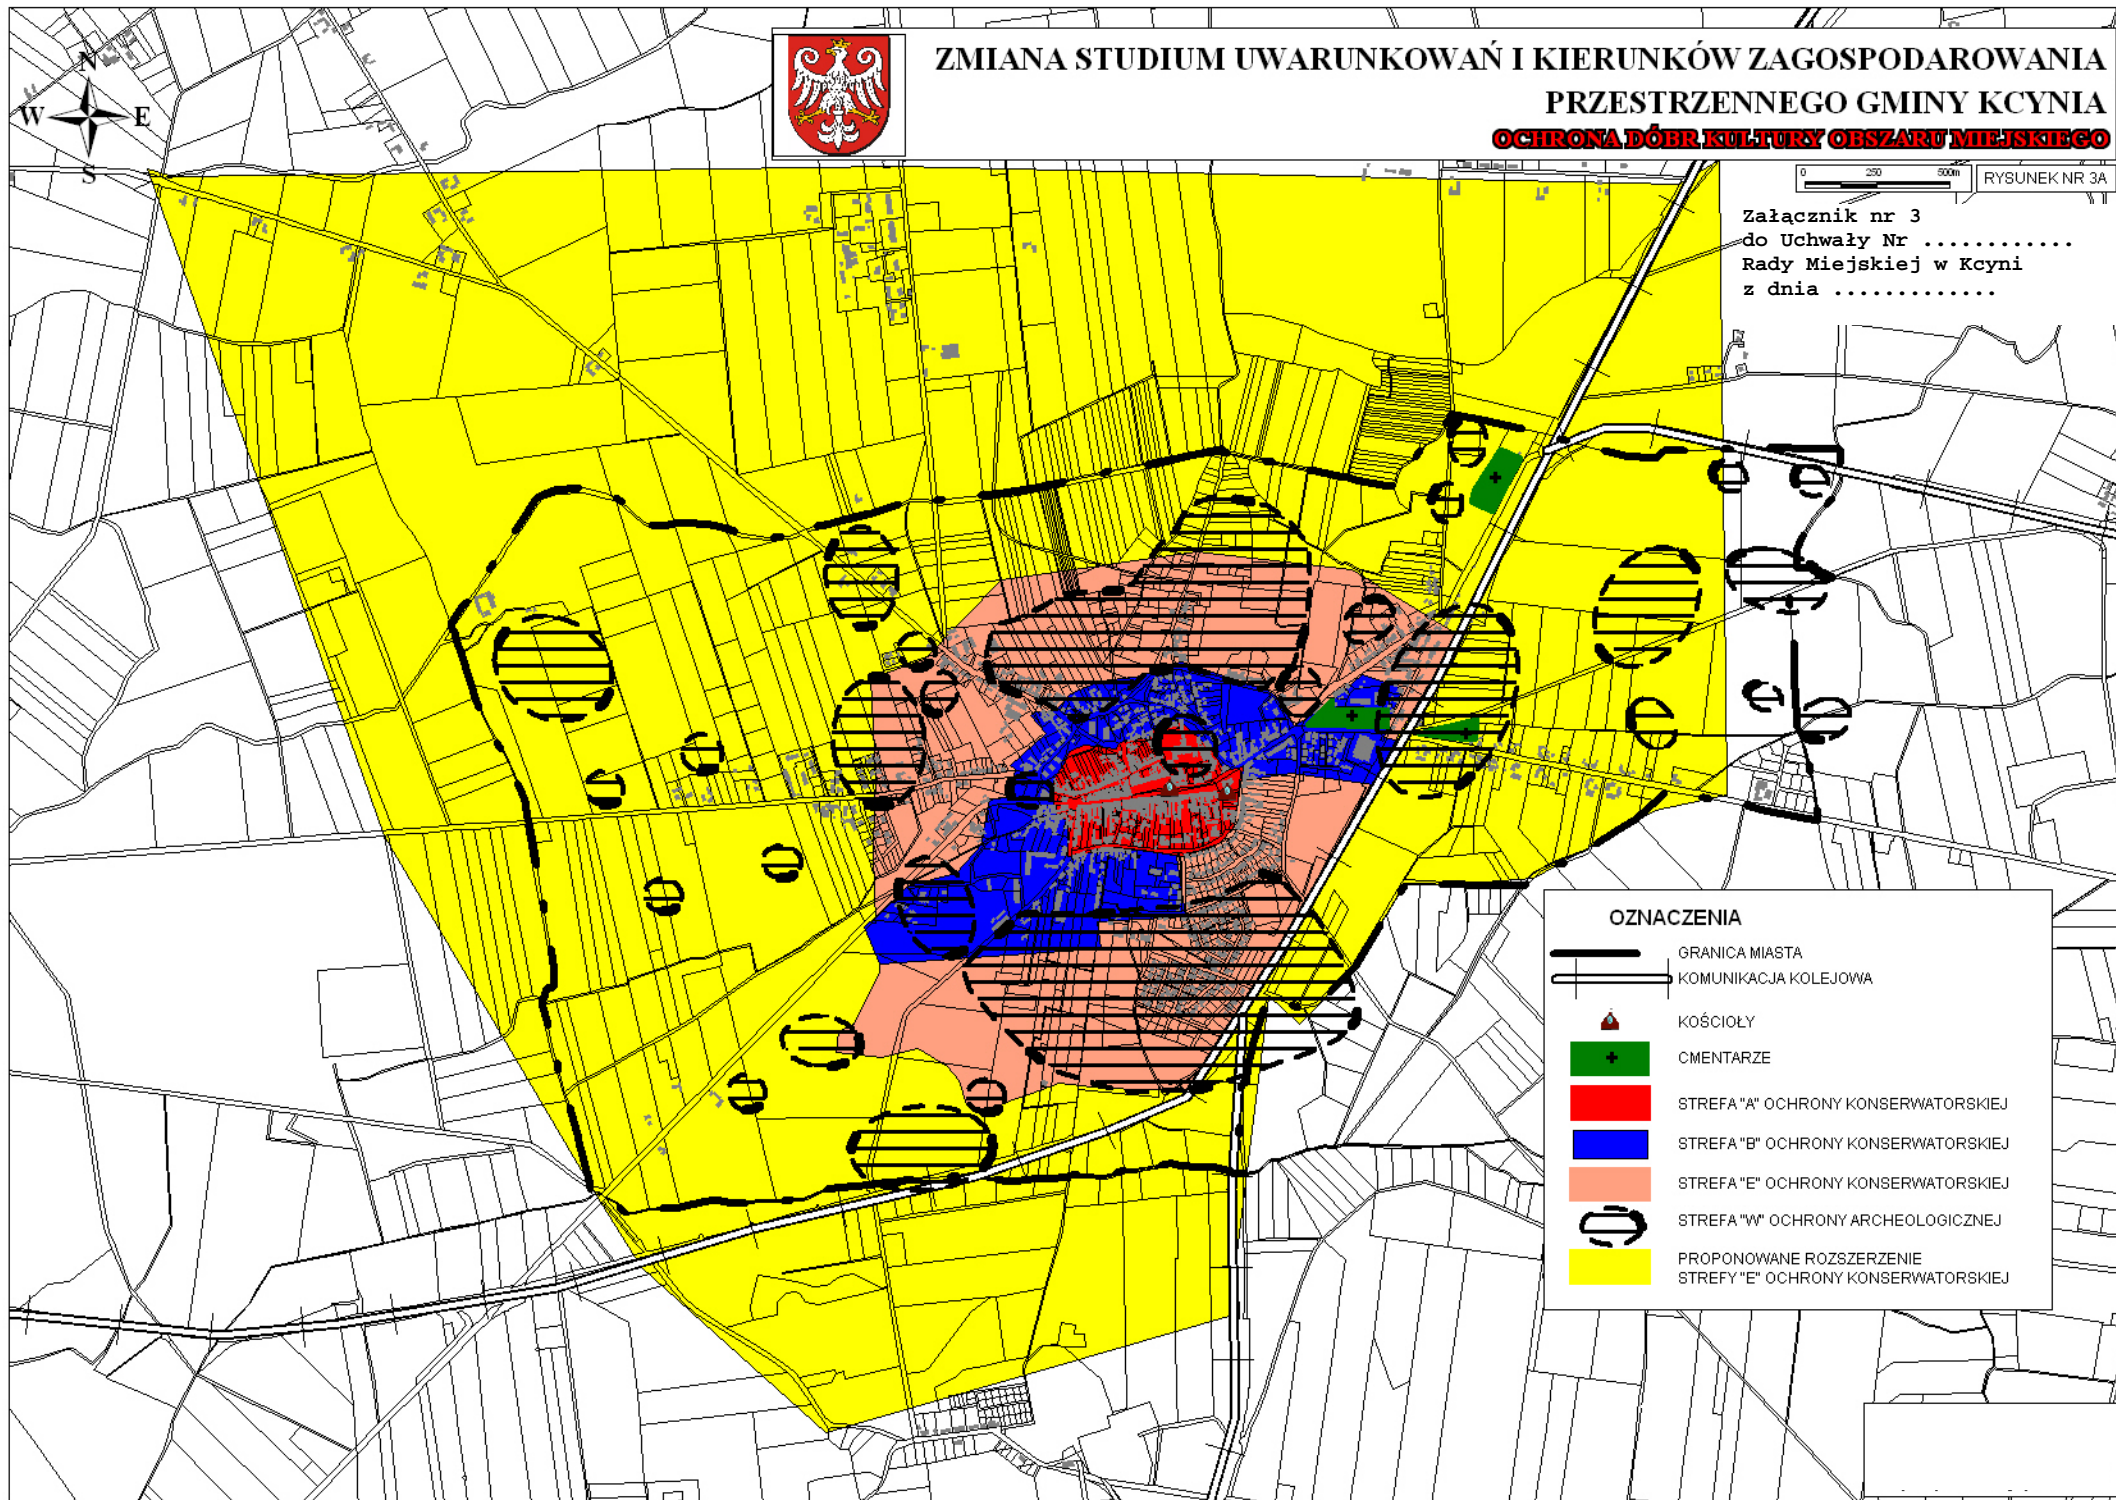 ZMIANA STUDIUM UWARUNKOWAŃ I KIERUNKÓW ZAGOSPODAROWANIA
PRZESTRZENNEGO GMINY KCYNIA
OCHRONA DÓBR KULTURY OBSZARU MIEJSKIEGO
N
W E
S
0 250 500m
RYSUNEK NR 3A
Załącznik nr 3
do Uchwały Nr ............
Rady Miejskiej w Kcyni
z dnia .............
OZNACZENIA
GRANICA MIASTA
KOMUNIKACJA KOLEJOWA
KOŚCIOŁY
CMENTARZE
STREFA "A" OCHRONY KONSERWATORSKIEJ
STREFA "B" OCHRONY KONSERWATORSKIEJ
STREFA "E" OCHRONY KONSERWATORSKIEJ
STREFA "W" OCHRONY ARCHEOLOGICZNEJ
PROPONOWANE ROZSZERZENIE
STREFY "E" OCHRONY KONSERWATORSKIEJ